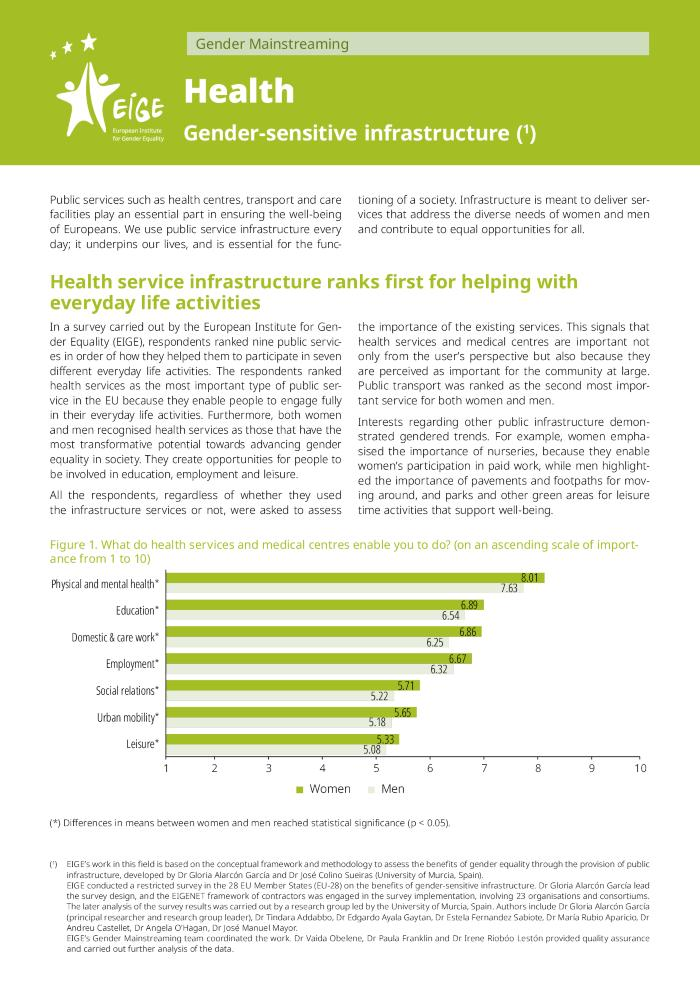 Gender Mainstreaming
EIGE
European Institute
for Gender Equality
Health
Gender-sensitive infrastructure (¹)
Public services such as health centres, transport and care
facilities play an essential part in ensuring the well-being
of Europeans. We use public service infrastructure every
day; it underpins our lives, and is essential for the func-
tioning of a society. Infrastructure is meant to deliver ser-
vices that address the diverse needs of women and men
and contribute to equal opportunities for all.
Health service infrastructure ranks first for helping with
everyday life activities
In a survey carried out by the European Institute for Gen-
der Equality (EIGE), respondents ranked nine public servic-
es in order of how they helped them to participate in seven
different everyday life activities. The respondents ranked
health services as the most important type of public ser-
vice in the EU because they enable people to engage fully
in their everyday life activities. Furthermore, both women
and men recognised health services as those that have the
most transformative potential towards advancing gender
equality in society. They create opportunities for people to
be involved in education, employment and leisure.
All the respondents, regardless of whether they used
the infrastructure services or not, were asked to assess
the importance of the existing services. This signals that
health services and medical centres are important not
only from the user's perspective but also because they
are perceived as important for the community at large.
Public transport was ranked as the second most impor-
tant service for both women and men.
Interests regarding other public infrastructure demon-
strated gendered trends. For example, women empha-
sised the importance of nurseries, because they enable
women's participation in paid work, while men highlight-
ed the importance of pavements and footpaths for mov-
ing around, and parks and other green areas for leisure
time activities that support well-being.
Figure 1. What do health services and medical centres enable you to do? (on an ascending scale of import-
ance from 1 to 10)
Physical and mental health* 8.01
7.63
Education* 6.89
6.54
Domestic & care work* 6.86
6.25
Employment* 6.67
6.32
Social relations* 5.71
5.22
Urban mobility* 5.65
5.18
Leisure* 5.33
5.08
1 2 3 4 5 6 7 8 9 10
Women Men
(*) Differences in means between women and men reached statistical significance (p < 0.05).
(¹) EIGE's work in this field is based on the conceptual framework and methodology to assess the benefits of gender equality through the provision of public
infrastructure, developed by Dr Gloria Alarcón García and Dr José Colino Sueiras (University of Murcia, Spain).
EIGE conducted a restricted survey in the 28 EU Member States (EU-28) on the benefits of gender-sensitive infrastructure. Dr Gloria Alarcón García lead
the survey design, and the EIGENET framework of contractors was engaged in the survey implementation, involving 23 organisations and consortiums.
The later analysis of the survey results was carried out by a research group led by the University of Murcia, Spain. Authors include Dr Gloria Alarcón García
(principal researcher and research group leader), Dr Tindara Addabbo, Dr Edgardo Ayala Gaytan, Dr Estela Fernandez Sabiote, Dr María Rubio Aparicio, Dr
Andreu Castellet, Dr Angela O'Hagan, Dr José Manuel Mayor.
EIGE's Gender Mainstreaming team coordinated the work. Dr Vaida Obelene, Dr Paula Franklin and Dr Irene Riobóo Lestón provided quality assurance
and carried out further analysis of the data.